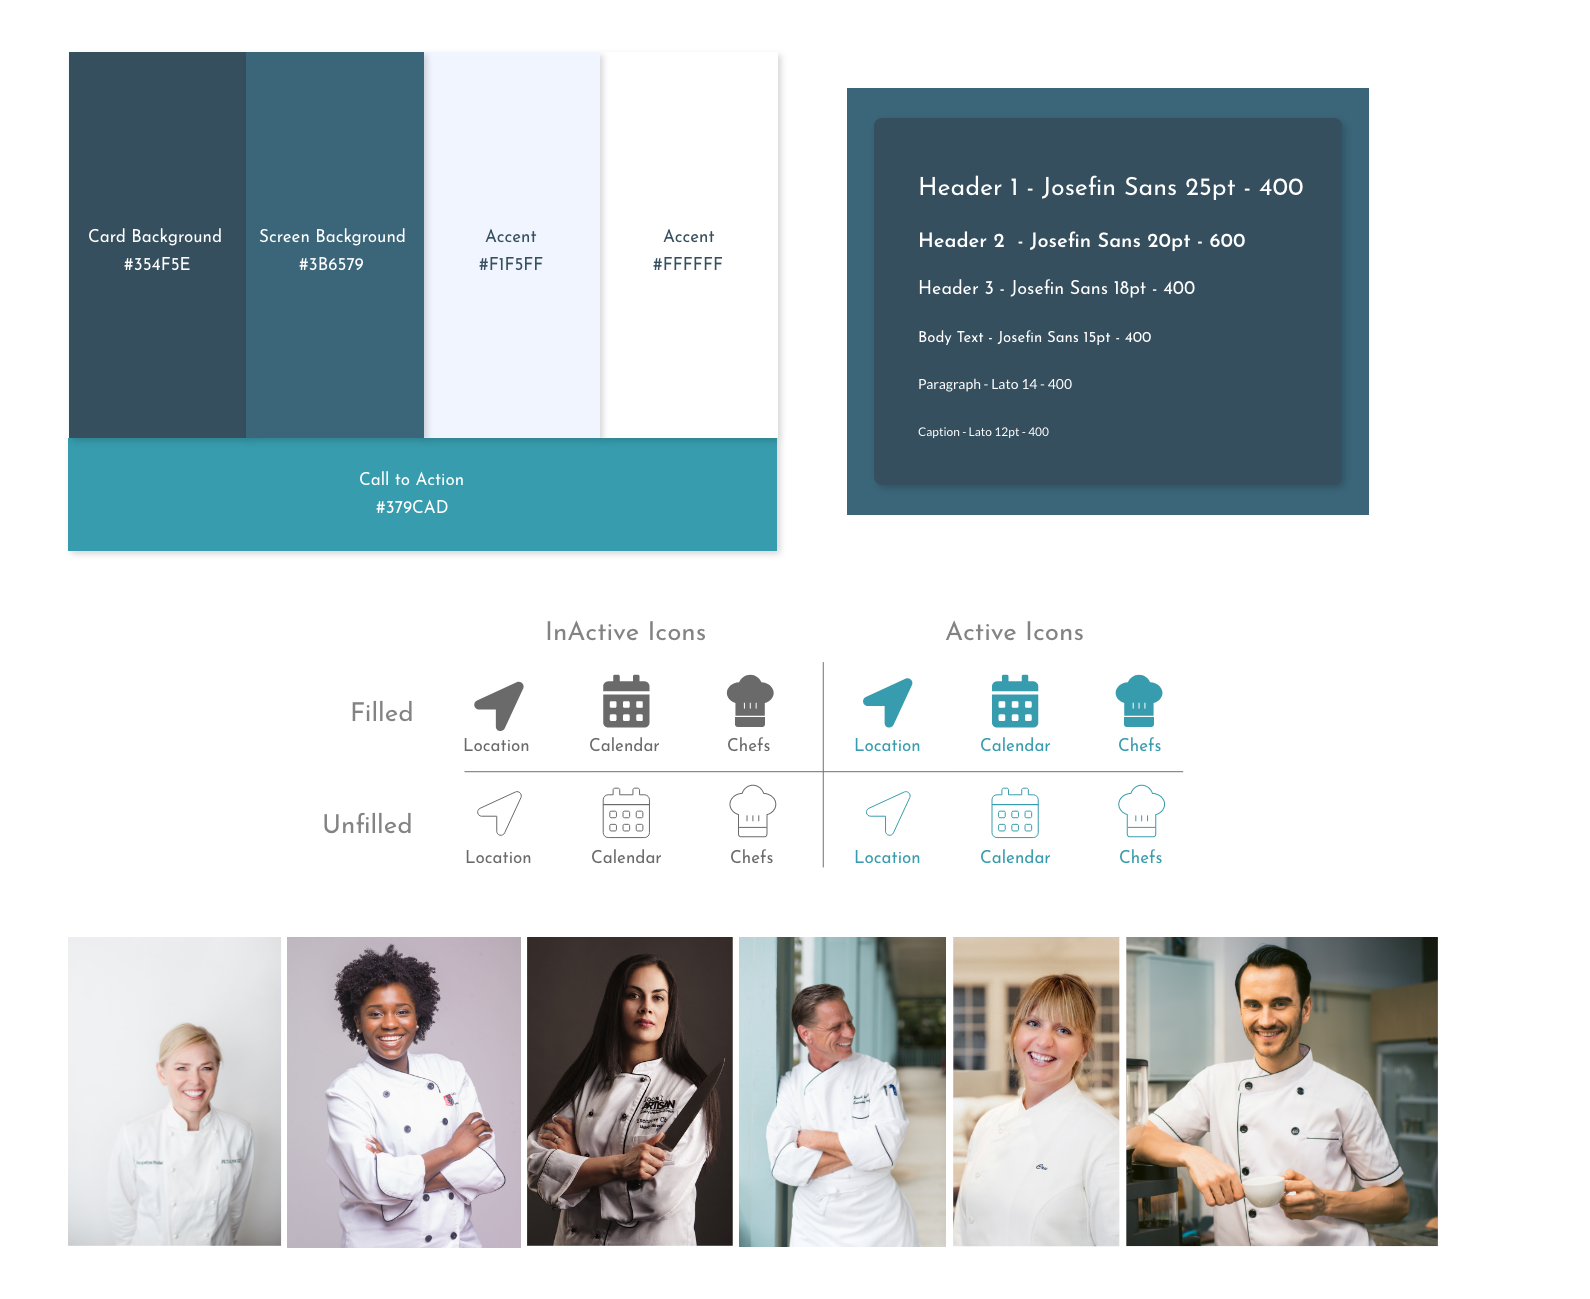 Card Background
#354F5E
Screen Background
#3B6579
Accent
#F1F5FF
Accent
#FFFFFF
Call to Action
#379CAD
Header 1 - Josefin Sans 25pt - 400
Header 2 - Josefin Sans 20pt - 600
Header 3 - Josefin Sans 18pt - 400
Body Text - Josefin Sans 15pt - 400
Paragraph - Lato 14 - 400
Caption - Lato 12pt - 400
InActive Icons
Active Icons
Filled
Location
Calendar
Chefs
Location
Calendar
Chefs
Unfilled
Location
Calendar
Chefs
Location
Calendar
Chefs
ARTISAN